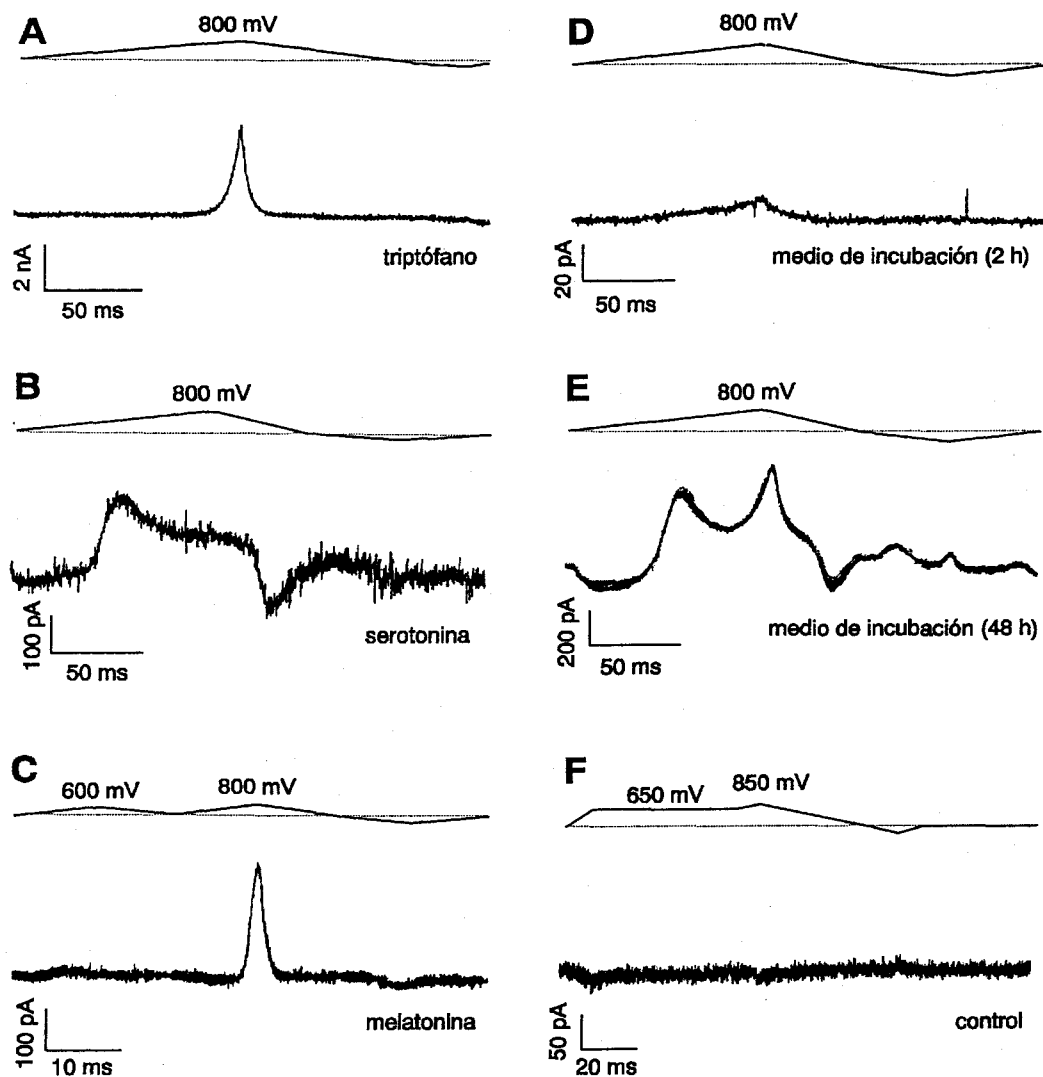 A
800 mV
2 nA
50 ms
triptófano
B
800 mV
100 pA
50 ms
serotonina
C
600 mV
800 mV
100 pA
10 ms
melatonina
D
800 mV
20 pA
50 ms
medio de incubación (2 h)
E
800 mV
200 pA
50 ms
medio de incubación (48 h)
F
650 mV
850 mV
50 pA
20 ms
control